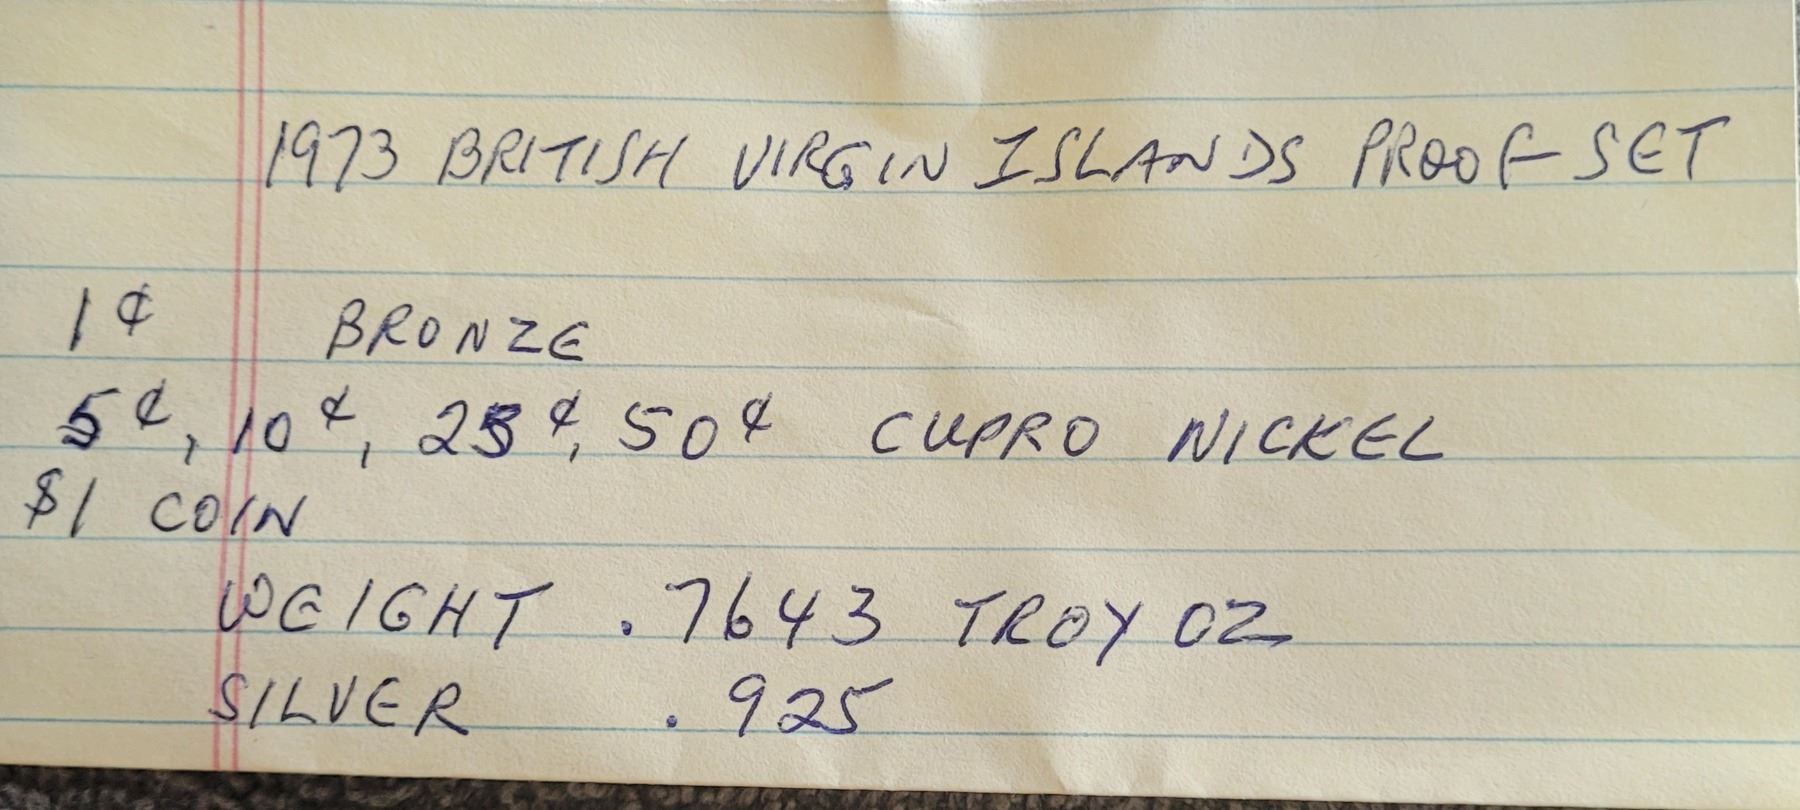 1973 BRITISH VIRGIN ISLANDS PROOF SET
1¢ BRONZE
5¢, 10¢, 25¢, 50¢ CUPRO NICKEL
$1 COIN
WEIGHT .7643 TROY OZ
SILVER .925